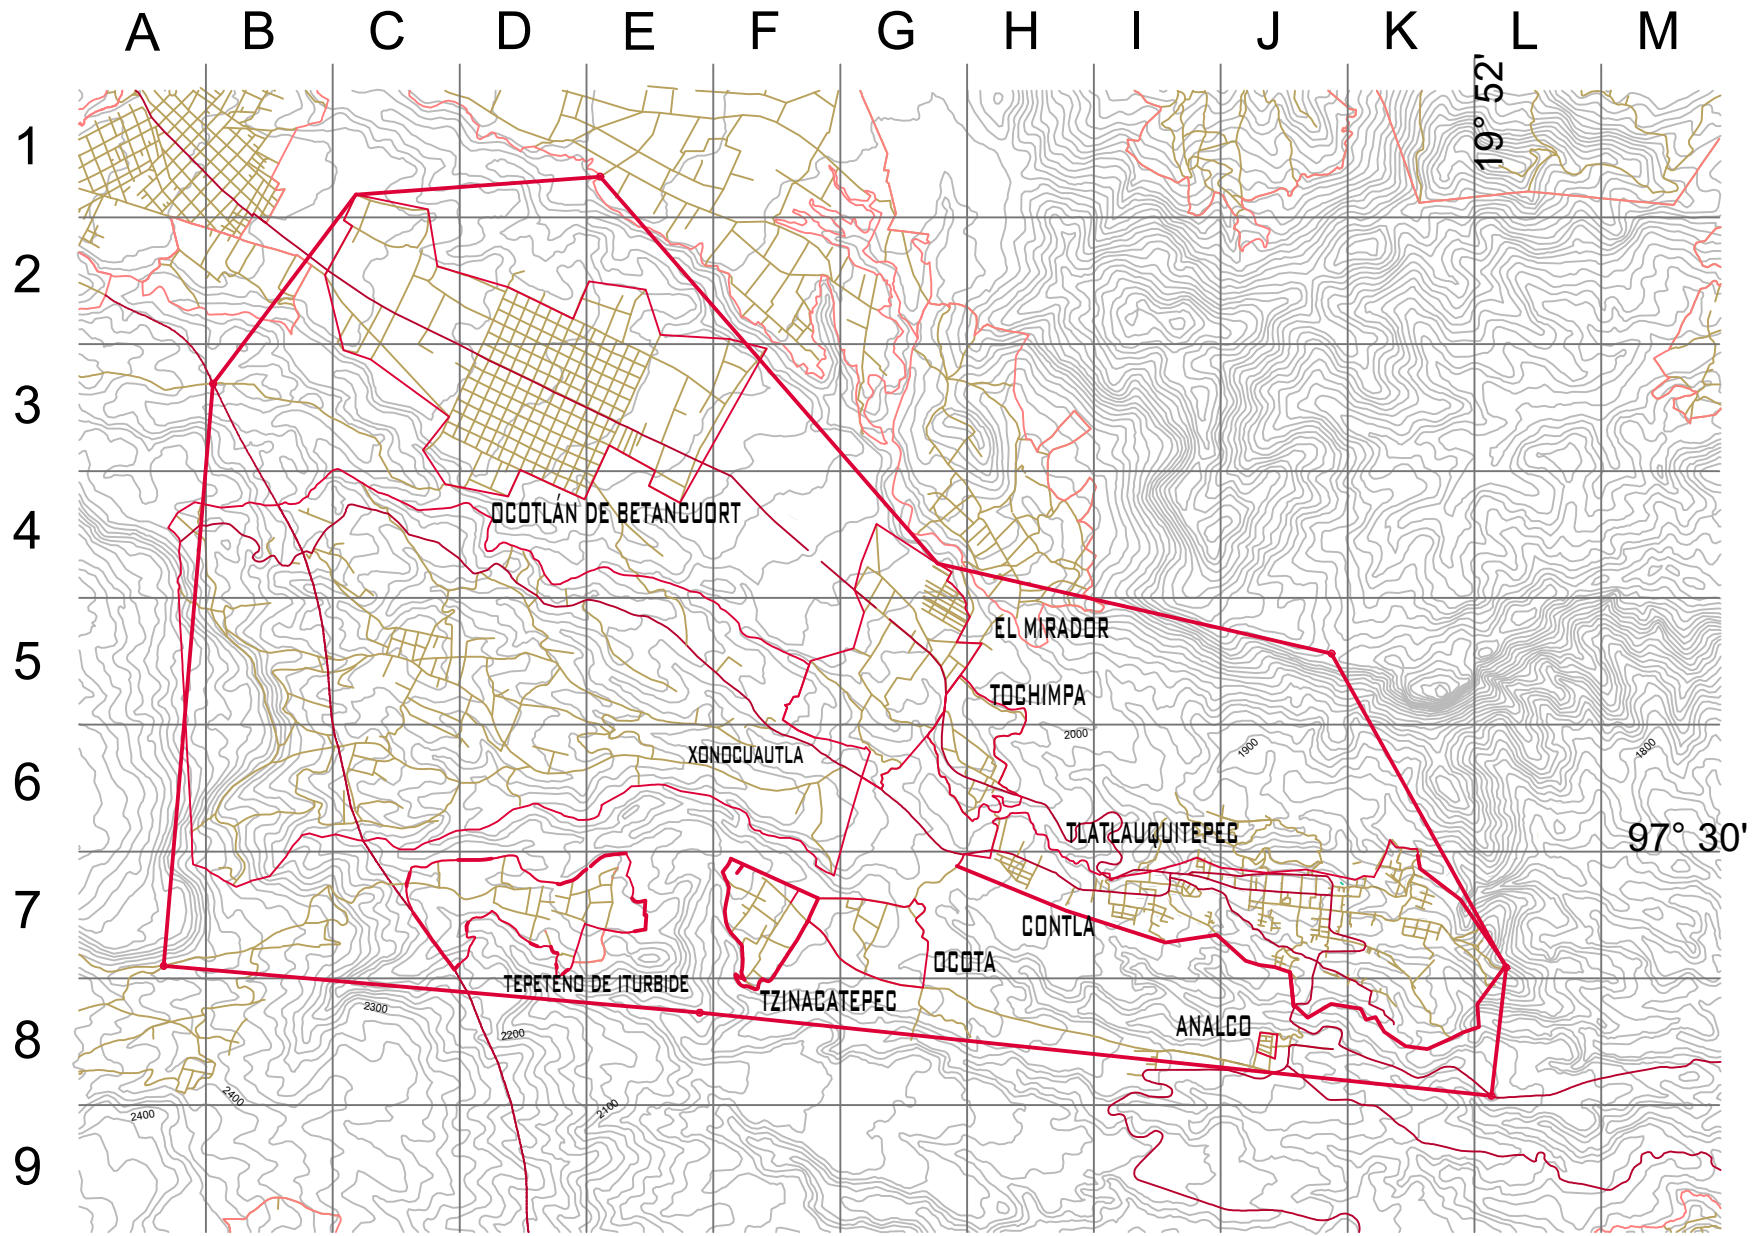 A B C D E F G H I J K L M
19° 52'
1
2
3
4
OCOTLÁN DE BETANCUORT
5
EL MIRADOR
TOCHIMPA
2000
1900
1800
XONOCUAUTLA
6
TLATLAUQUITEPEC
97° 30'
7
CONTLA
OCOTA
TEPETENO DE ITURBIDE
TZINACATEPEC
2300
2200
ANALCO
8
2400
2400
2100
9